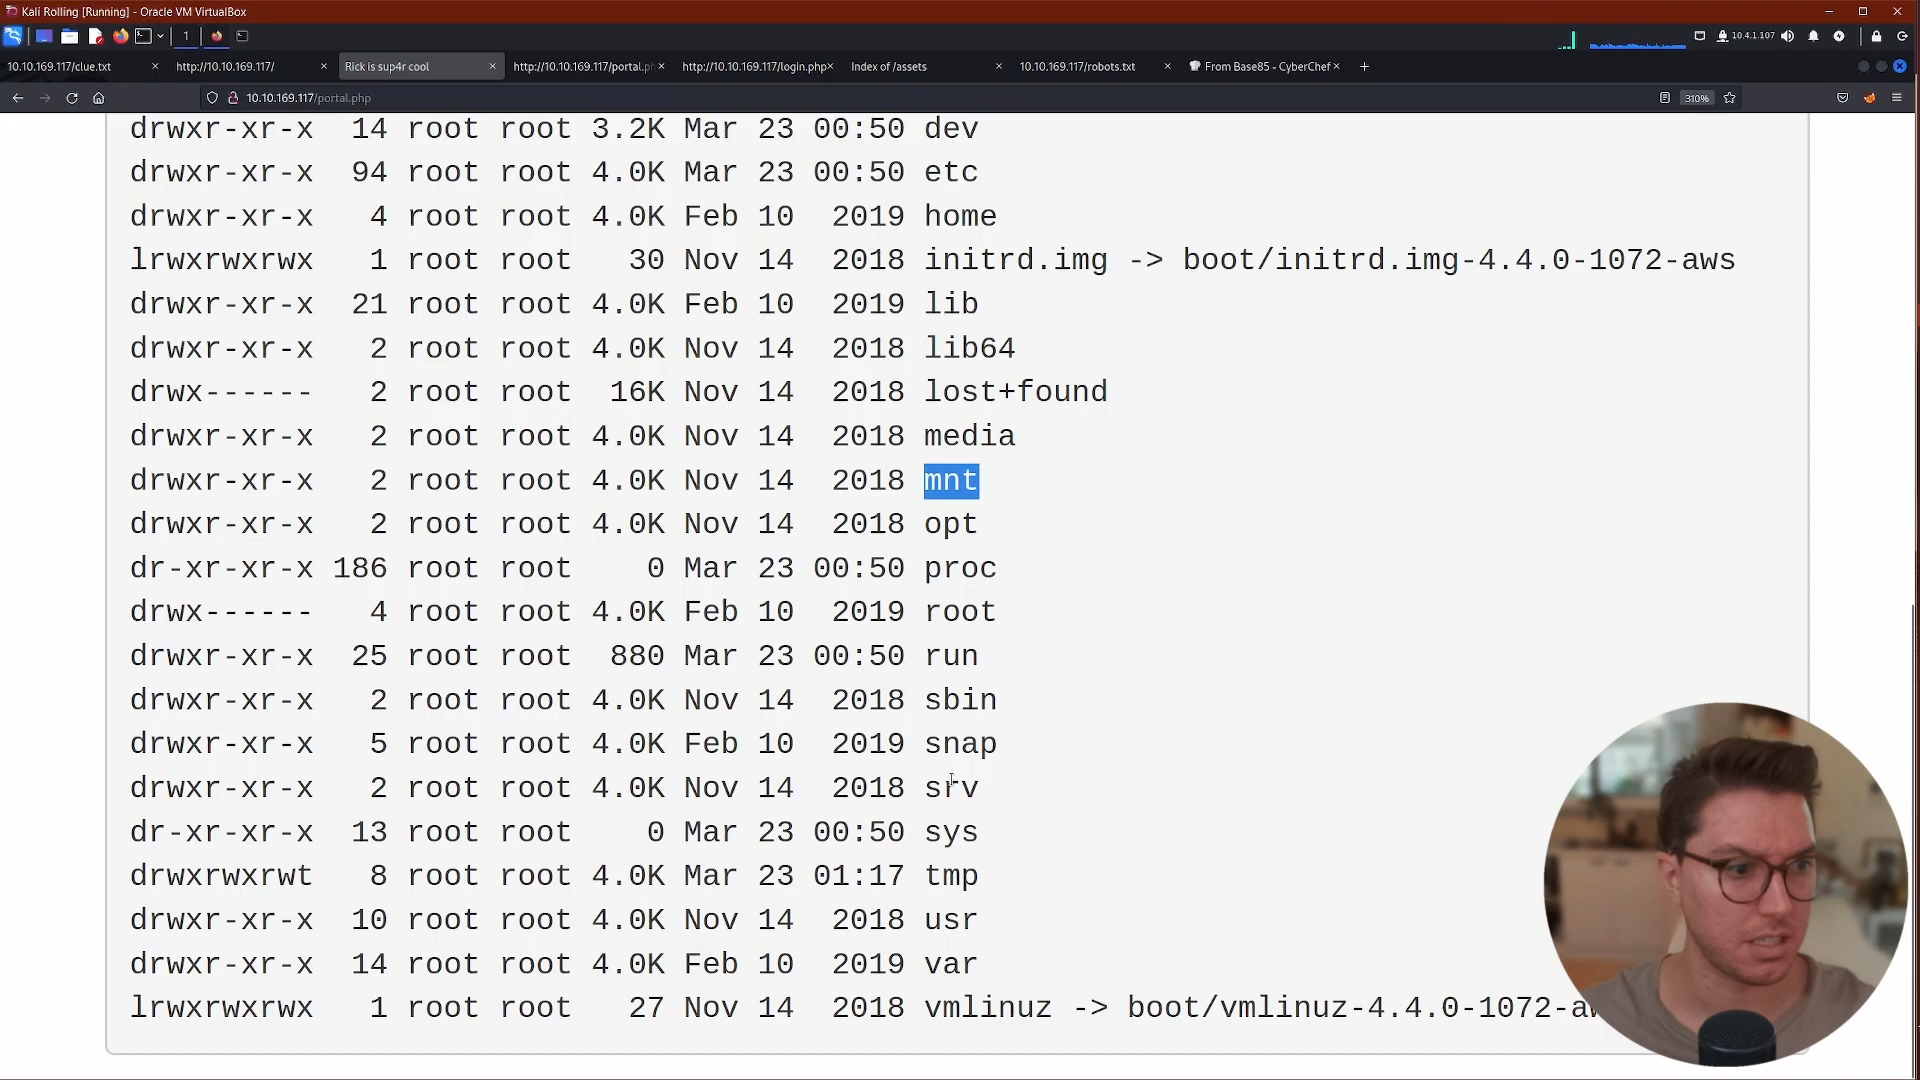 Kali Rolling [Running] - Oracle VM VirtualBox
1
10.4.1.107
10.10.169.117/clue.txt
http://10.10.169.117/
Rick is sup4r cool
http://10.10.169.117/portal.ph
http://10.10.169.117/login.php
Index of /assets
10.10.169.117/robots.txt
From Base85 - CyberChef
10.10.169.117/portal.php
310%
drwxr-xr-x 14 root root 3.2K Mar 23 00:50 dev
drwxr-xr-x 94 root root 4.0K Mar 23 00:50 etc
drwxr-xr-x 4 root root 4.0K Feb 10 2019 home
lrwxrwxrwx 1 root root 30 Nov 14 2018 initrd.img -> boot/initrd.img-4.4.0-1072-aws
drwxr-xr-x 21 root root 4.0K Feb 10 2019 lib
drwxr-xr-x 2 root root 4.0K Nov 14 2018 lib64
drwx------ 2 root root 16K Nov 14 2018 lost+found
drwxr-xr-x 2 root root 4.0K Nov 14 2018 media
drwxr-xr-x 2 root root 4.0K Nov 14 2018 mnt
drwxr-xr-x 2 root root 4.0K Nov 14 2018 opt
dr-xr-xr-x 186 root root 0 Mar 23 00:50 proc
drwx------ 4 root root 4.0K Feb 10 2019 root
drwxr-xr-x 25 root root 880 Mar 23 00:50 run
drwxr-xr-x 2 root root 4.0K Nov 14 2018 sbin
drwxr-xr-x 5 root root 4.0K Feb 10 2019 snap
drwxr-xr-x 2 root root 4.0K Nov 14 2018 srv
dr-xr-xr-x 13 root root 0 Mar 23 00:50 sys
drwxrwxrwt 8 root root 4.0K Mar 23 01:17 tmp
drwxr-xr-x 10 root root 4.0K Nov 14 2018 usr
drwxr-xr-x 14 root root 4.0K Feb 10 2019 var
lrwxrwxrwx 1 root root 27 Nov 14 2018 vmlinuz -> boot/vmlinuz-4.4.0-1072-a